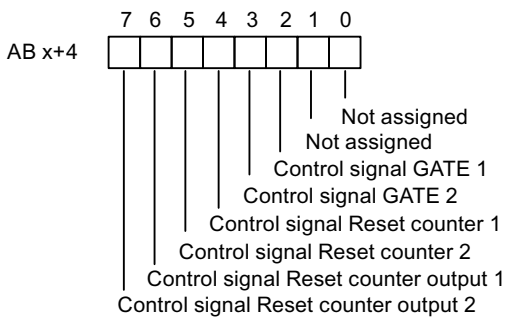 7 6 5 4 3 2 1 0
AB x+4
Not assigned
Not assigned
Control signal GATE 1
Control signal GATE 2
Control signal Reset counter 1
Control signal Reset counter 2
Control signal Reset counter output 1
Control signal Reset counter output 2